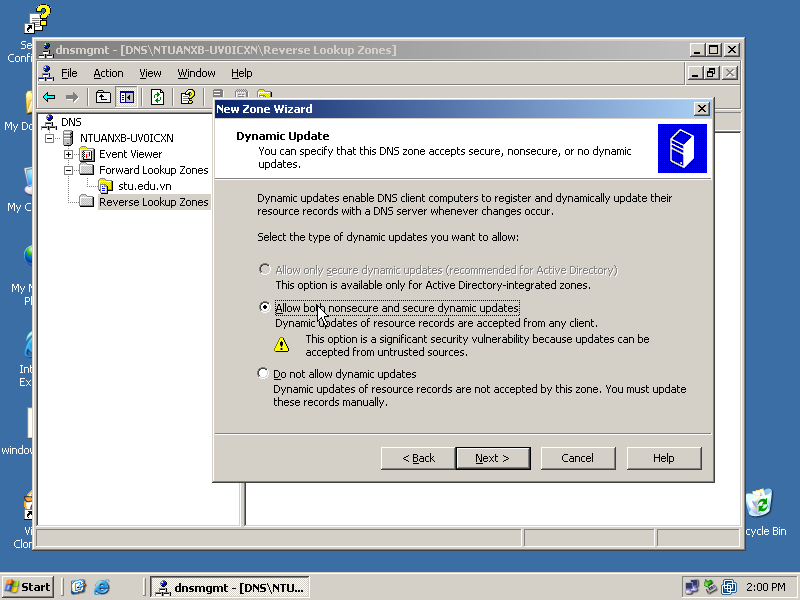 dnsmgmt - [DNS\NTUANXB-UV0ICXN\Reverse Lookup Zones]
File Action View Window Help
DNS
NTUANXB-UV0ICXN
Event Viewer
Forward Lookup Zones
stu.edu.vn
Reverse Lookup Zones
New Zone Wizard
Dynamic Update
You can specify that this DNS zone accepts secure, nonsecure, or no dynamic
updates.
Dynamic updates enable DNS client computers to register and dynamically update their
resource records with a DNS server whenever changes occur.
Select the type of dynamic updates you want to allow:
Allow only secure dynamic updates (recommended for Active Directory)
This option is available only for Active Directory-integrated zones.
Allow both nonsecure and secure dynamic updates
Dynamic updates of resource records are accepted from any client.
This option is a significant security vulnerability because updates can be
accepted from untrusted sources.
Do not allow dynamic updates
Dynamic updates of resource records are not accepted by this zone. You must update
these records manually.
< Back Next > Cancel Help
My
My
My
windo
cycle Bin
Start
dnsmgmt - [DNS\NTU...
2:00 PM